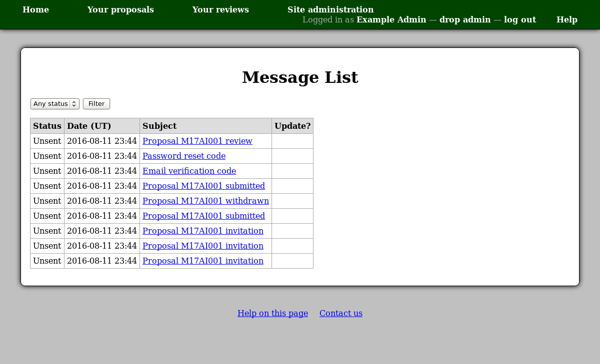 Home Your proposals Your reviews Site administration
Logged in as Example Admin — drop admin — log out Help
Message List
Any status Filter
Status Date (UT) Subject Update?
Unsent 2016-08-11 23:44 Proposal M17AI001 review
Unsent 2016-08-11 23:44 Password reset code
Unsent 2016-08-11 23:44 Email verification code
Unsent 2016-08-11 23:44 Proposal M17AI001 submitted
Unsent 2016-08-11 23:44 Proposal M17AI001 withdrawn
Unsent 2016-08-11 23:44 Proposal M17AI001 submitted
Unsent 2016-08-11 23:44 Proposal M17AI001 invitation
Unsent 2016-08-11 23:44 Proposal M17AI001 invitation
Unsent 2016-08-11 23:44 Proposal M17AI001 invitation
Help on this page Contact us